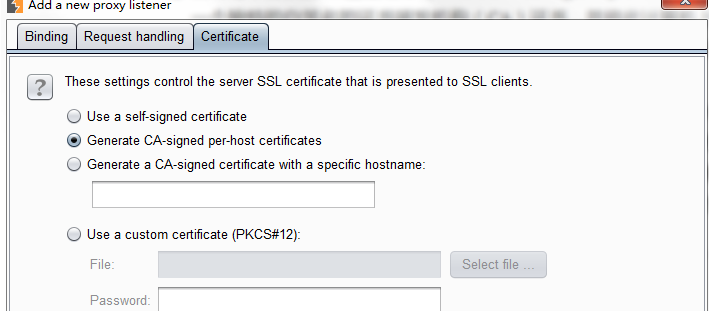 Add a new proxy listener
Binding
Request handling
Certificate
?
These settings control the server SSL certificate that is presented to SSL clients.
Use a self-signed certificate
Generate CA-signed per-host certificates
Generate a CA-signed certificate with a specific hostname:
Use a custom certificate (PKCS#12):
File:
Select file ...
Password: